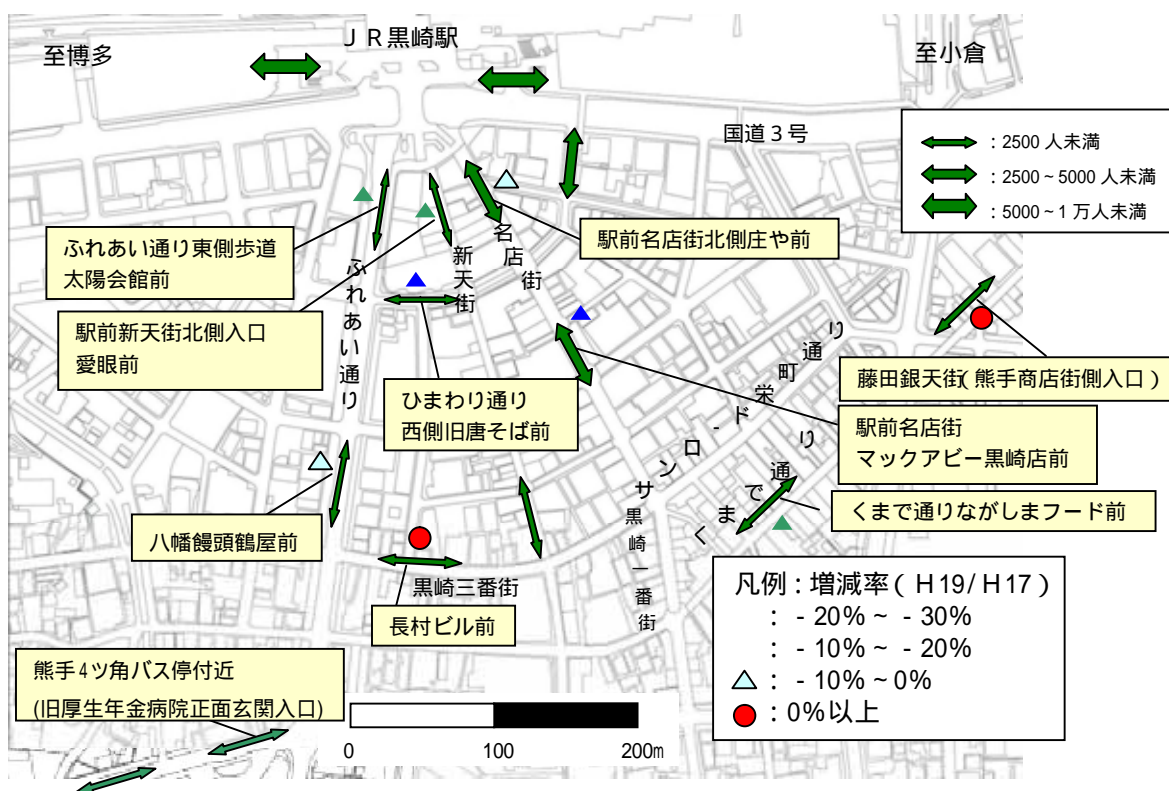 ＪＲ黒崎駅
至博多
至小倉
国道３号
：2500 人未満
：2500～5000 人未満
：5000～1 万人未満
ふれあい通り東側歩道
太陽会館前
駅前新天街北側入口
愛眼前
ひまわり通り
西側旧唐そば前
駅前名店街北側庄や前
藤田銀天街(熊手商店街側入口)
駅前名店街
マックアビー黒崎店前
くまで通りながしまフード前
八幡饅頭鶴屋前
長村ビル前
熊手4ツ角バス停付近
(旧厚生年金病院正面玄関入口)
ふれあい通り
新天街
名店街
サンロ-ド栄町通り
くまで通り
黒崎一番街
黒崎三番街
凡例：増減率（Ｈ19/Ｈ17）
：-20%～-30%
：-10%～-20%
：-10%～0%
：0%以上
0
100
200m